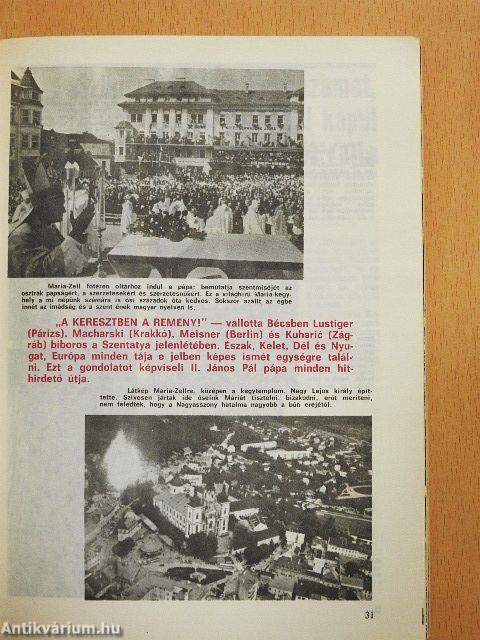 Maria-Zell főterén oltárhoz indul a pápa: bemutatja szentmiséjét az
osztrák papságért, a szerzetesekért és szerzetesnőkért. Ez a világhírű Mária-kegy-
hely a mi népünk számára is ősi századok óta kedves. Sokszor szállt az égbe
innét az imádság és a szent ének magyar nyelven is.
„A KERESZTBEN A REMÉNY!" — vallotta Bécsben Lustiger
(Párizs), Macharski (Krakkó), Meisner (Berlin) és Kuharić (Zág-
ráb) bíboros a Szentatya jelenlétében. Észak, Kelet, Dél és Nyu-
gat, Európa minden tája e jelben képes ismét egységre talál-
ni. Ezt a gondolatot képviseli II. János Pál pápa minden hit-
hirdető útja.
Látkép Maria-Zellre, középen a kegytemplom. Nagy Lajos király épít-
tette. Szívesen jártak ide őseink Máriát tisztelni, bizakodni, erőt meríteni,
nem feledték, hogy a Nagyasszony hatalma nagyobb a bűn erejétől.
31
Antikvárium.hu